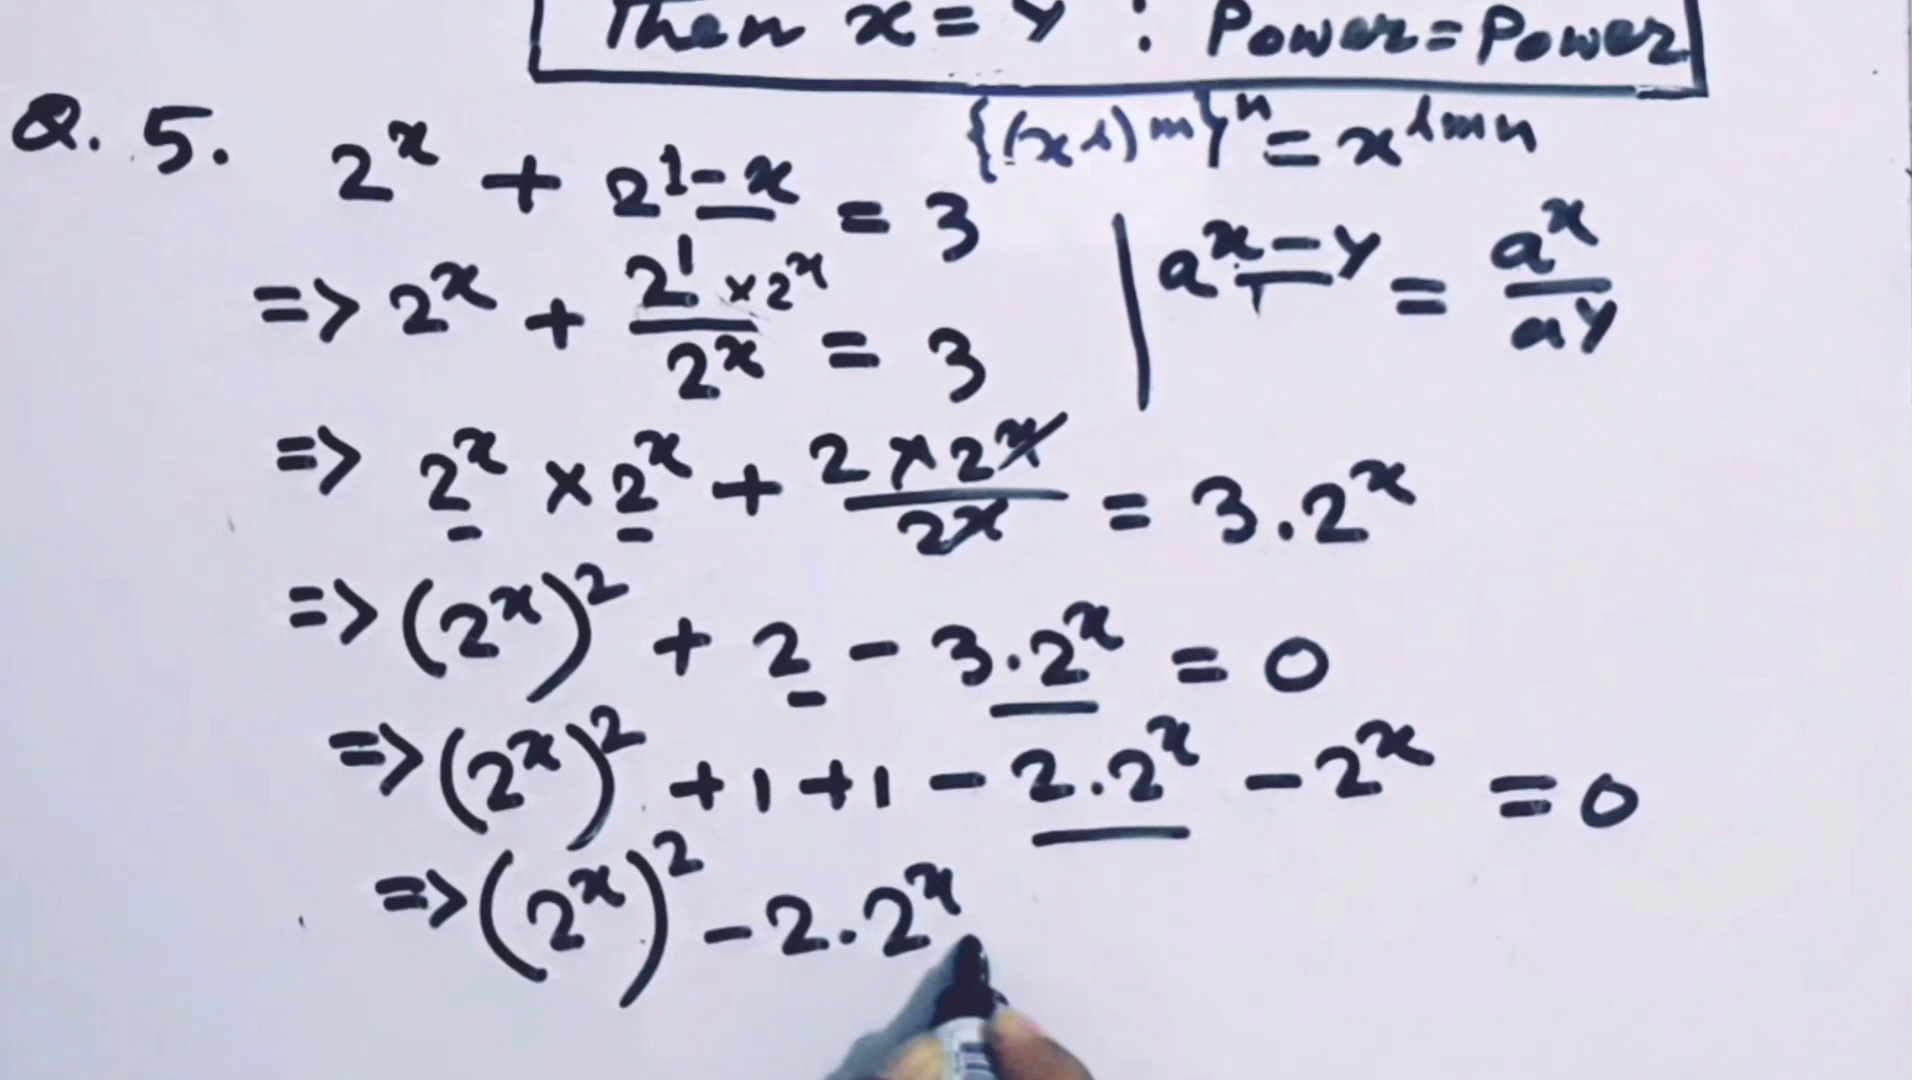 Then x = y : Power = Power
{(x^l)^m}^n = x^lmn
Q. 5. 2^x + 2^1-x = 3
a^x-y = a^x/a^y
=> 2^x + 2^1/2^x × 2^x = 3
=> 2^x × 2^x + 2 × 2^x/2^x = 3.2^x
=> (2^x)^2 + 2 - 3.2^x = 0
=> (2^x)^2 + 1 + 1 - 2.2^x - 2^x = 0
=> (2^x)^2 - 2.2^x